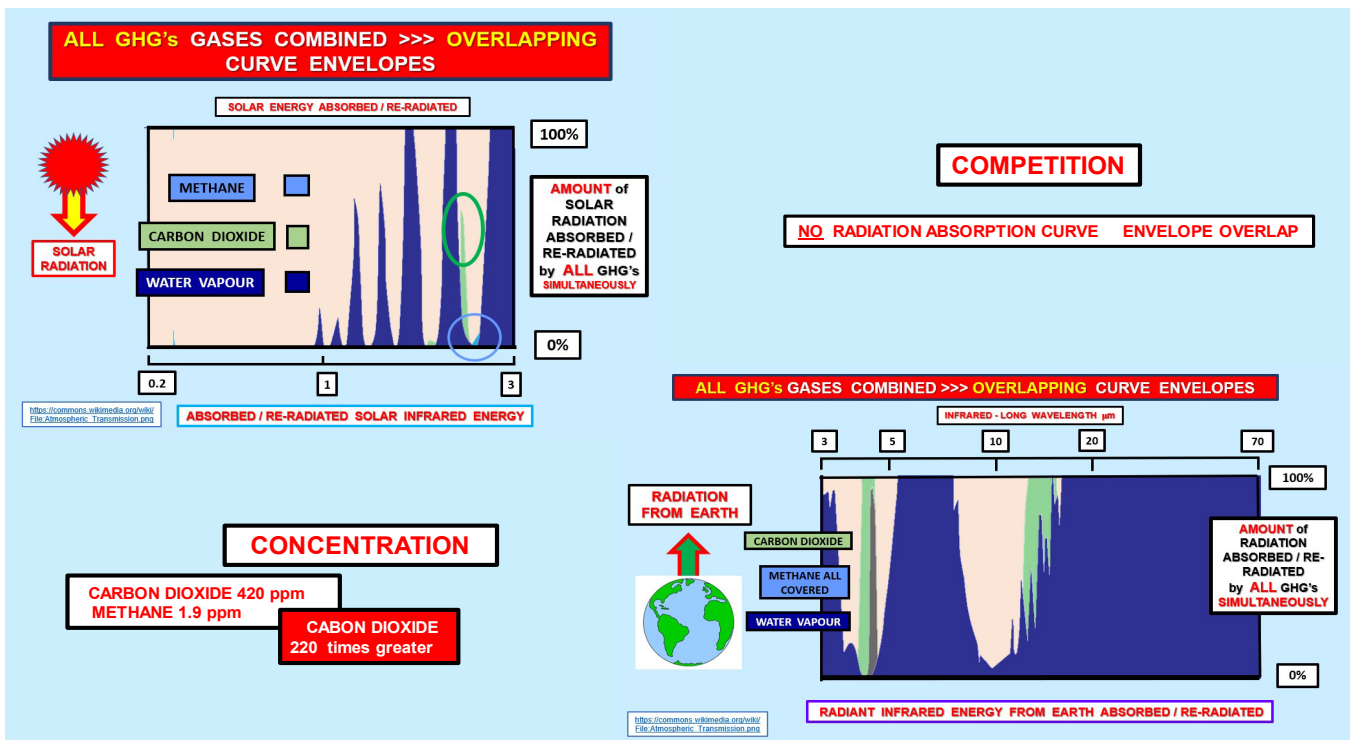 ALL GHG's GASES COMBINED >>> OVERLAPPING
CURVE ENVELOPES
SOLAR ENERGY ABSORBED / RE-RADIATED
100%
METHANE
CARBON DIOXIDE
WATER VAPOUR
SOLAR
RADIATION
AMOUNT of
SOLAR
RADIATION
ABSORBED /
RE-RADIATED
by ALL GHG's
SIMULTANEOUSLY
0%
0.2
1
3
https://commons.wikimedia.org/wiki/
File:Atmospheric_Transmission.png
ABSORBED / RE-RADIATED SOLAR INFRARED ENERGY
COMPETITION
NO RADIATION ABSORPTION CURVE ENVELOPE OVERLAP
CONCENTRATION
CARBON DIOXIDE 420 ppm
METHANE 1.9 ppm
CABON DIOXIDE
220 times greater
ALL GHG's GASES COMBINED >>> OVERLAPPING CURVE ENVELOPES
INFRARED - LONG WAVELENGTH µm
3
5
10
20
70
100%
RADIATION
FROM EARTH
CARBON DIOXIDE
METHANE ALL
COVERED
WATER VAPOUR
AMOUNT of
RADIATION
ABSORBED / RE-
RADIATED
by ALL GHG's
SIMULTANEOUSLY
0%
https://commons.wikimedia.org/wiki/
File:Atmospheric_Transmission.png
RADIANT INFRARED ENERGY FROM EARTH ABSORBED / RE-RADIATED